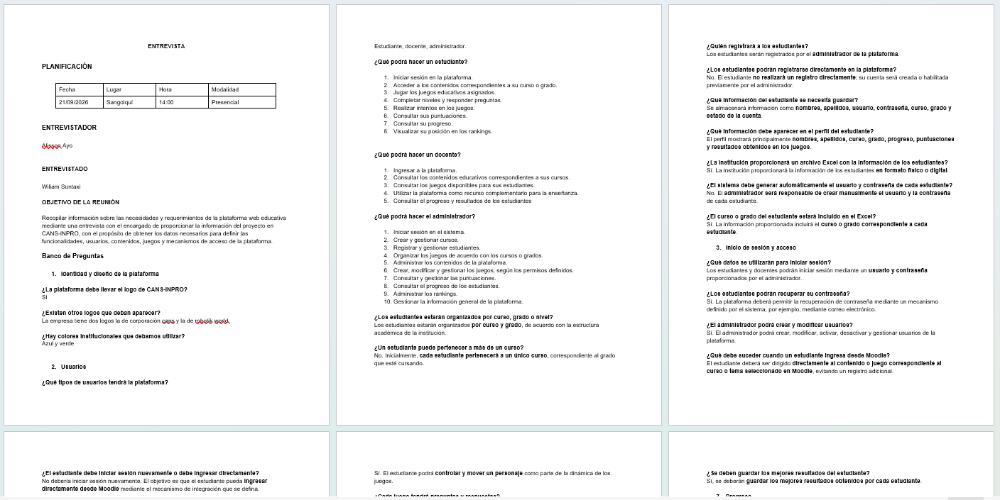 ENTREVISTA
PLANIFICACIÓN
Fecha Lugar Hora Modalidad
21/09/2026 Sangolquí 14:00 Presencial
ENTREVISTADOR
Alisson Ayo
ENTREVISTADO
Wiliam Suntaxi
OBJETIVO DE LA REUNIÓN
Recopilar información sobre las necesidades y requerimientos de la plataforma web educativa
mediante una entrevista con el encargado de proporcionar la información del proyecto en
CANS-INPRO, con el propósito de obtener los datos necesarios para definir las
funcionalidades, usuarios, contenidos, juegos y mecanismos de acceso de la plataforma.
Banco de Preguntas
1. Identidad y diseño de la plataforma
¿La plataforma debe llevar el logo de CANS-INPRO?
SI
¿Existen otros logos que deban aparecer?
La empresa tiene dos logos la de corporación cans y la de robotik world.
¿Hay colores institucionales que debamos utilizar?
Azul y verde
2. Usuarios
¿Qué tipos de usuarios tendrá la plataforma?
Estudiante, docente, administrador.
¿Qué podrá hacer un estudiante?
1. Iniciar sesión en la plataforma.
2. Acceder a los contenidos correspondientes a su curso o grado.
3. Jugar los juegos educativos asignados.
4. Completar niveles y responder preguntas.
5. Realizar intentos en los juegos.
6. Consultar sus puntuaciones.
7. Consultar su progreso.
8. Visualizar su posición en los rankings.
¿Qué podrá hacer un docente?
1. Ingresar a la plataforma.
2. Consultar los contenidos educativos correspondientes a sus cursos.
3. Consultar los juegos disponibles para sus estudiantes.
4. Utilizar la plataforma como recurso complementario para la enseñanza.
5. Consultar el progreso y resultados de los estudiantes
¿Qué podrá hacer el administrador?
1. Iniciar sesión en el sistema.
2. Crear y gestionar cursos.
3. Registrar y gestionar estudiantes.
4. Organizar los juegos de acuerdo con los cursos o grados.
5. Administrar los contenidos de la plataforma.
6. Crear, modificar y gestionar los juegos, según los permisos definidos.
7. Consultar y gestionar las puntuaciones.
8. Consultar el progreso de los estudiantes.
9. Administrar los rankings.
10. Gestionar la información general de la plataforma.
¿Los estudiantes estarán organizados por curso, grado o nivel?
Los estudiantes estarán organizados por curso y grado, de acuerdo con la estructura
académica de la institución.
¿Un estudiante puede pertenecer a más de un curso?
No. Inicialmente, cada estudiante pertenecerá a un único curso, correspondiente al grado
que esté cursando.
¿Quién registrará a los estudiantes?
Los estudiantes serán registrados por el administrador de la plataforma.
¿Los estudiantes podrán registrarse directamente en la plataforma?
No. El estudiante no realizará un registro directamente; su cuenta será creada o habilitada
previamente por el administrador.
¿Qué información del estudiante se necesita guardar?
Se almacenará información como nombres, apellidos, usuario, contraseña, curso, grado y
estado de la cuenta.
¿Qué información debe aparecer en el perfil del estudiante?
El perfil mostrará principalmente nombres, apellidos, curso, grado, progreso, puntuaciones
y resultados obtenidos en los juegos.
¿La institución proporcionará un archivo Excel con la información de los estudiantes?
Sí. La institución proporcionará la información de los estudiantes en formato físico o digital.
¿El sistema debe generar automáticamente el usuario y contraseña de cada estudiante?
No. El administrador será responsable de crear manualmente el usuario y la contraseña
de cada estudiante.
¿El curso o grado del estudiante estará incluido en el Excel?
Sí. La información proporcionada incluirá el curso o grado correspondiente a cada
estudiante.
3. Inicio de sesión y acceso
¿Qué datos se utilizarán para iniciar sesión?
Los estudiantes y docentes podrán iniciar sesión mediante un usuario y contraseña
proporcionados por el administrador.
¿Los estudiantes podrán recuperar su contraseña?
Sí. La plataforma deberá permitir la recuperación de contraseña mediante un mecanismo
definido por el sistema, por ejemplo, mediante correo electrónico.
¿El administrador podrá crear y modificar usuarios?
Sí. El administrador podrá crear, modificar, activar, desactivar y gestionar usuarios de la
plataforma.
¿Qué debe suceder cuando un estudiante ingresa desde Moodle?
El estudiante deberá ser dirigido directamente al contenido o juego correspondiente al
curso o tema seleccionado en Moodle, evitando un registro adicional.
¿El estudiante debe iniciar sesión nuevamente o debe ingresar directamente?
No debería iniciar sesión nuevamente. El objetivo es que el estudiante pueda ingresar
directamente desde Moodle mediante el mecanismo de integración que se defina.
Sí. El estudiante podrá controlar y mover un personaje como parte de la dinámica de los
juegos.
¿Cada juego tendrá preguntas y respuestas?
¿Se deben guardar los mejores resultados del estudiante?
Sí, se deberán guardar los mejores resultados obtenidos por cada estudiante.
7. Progreso